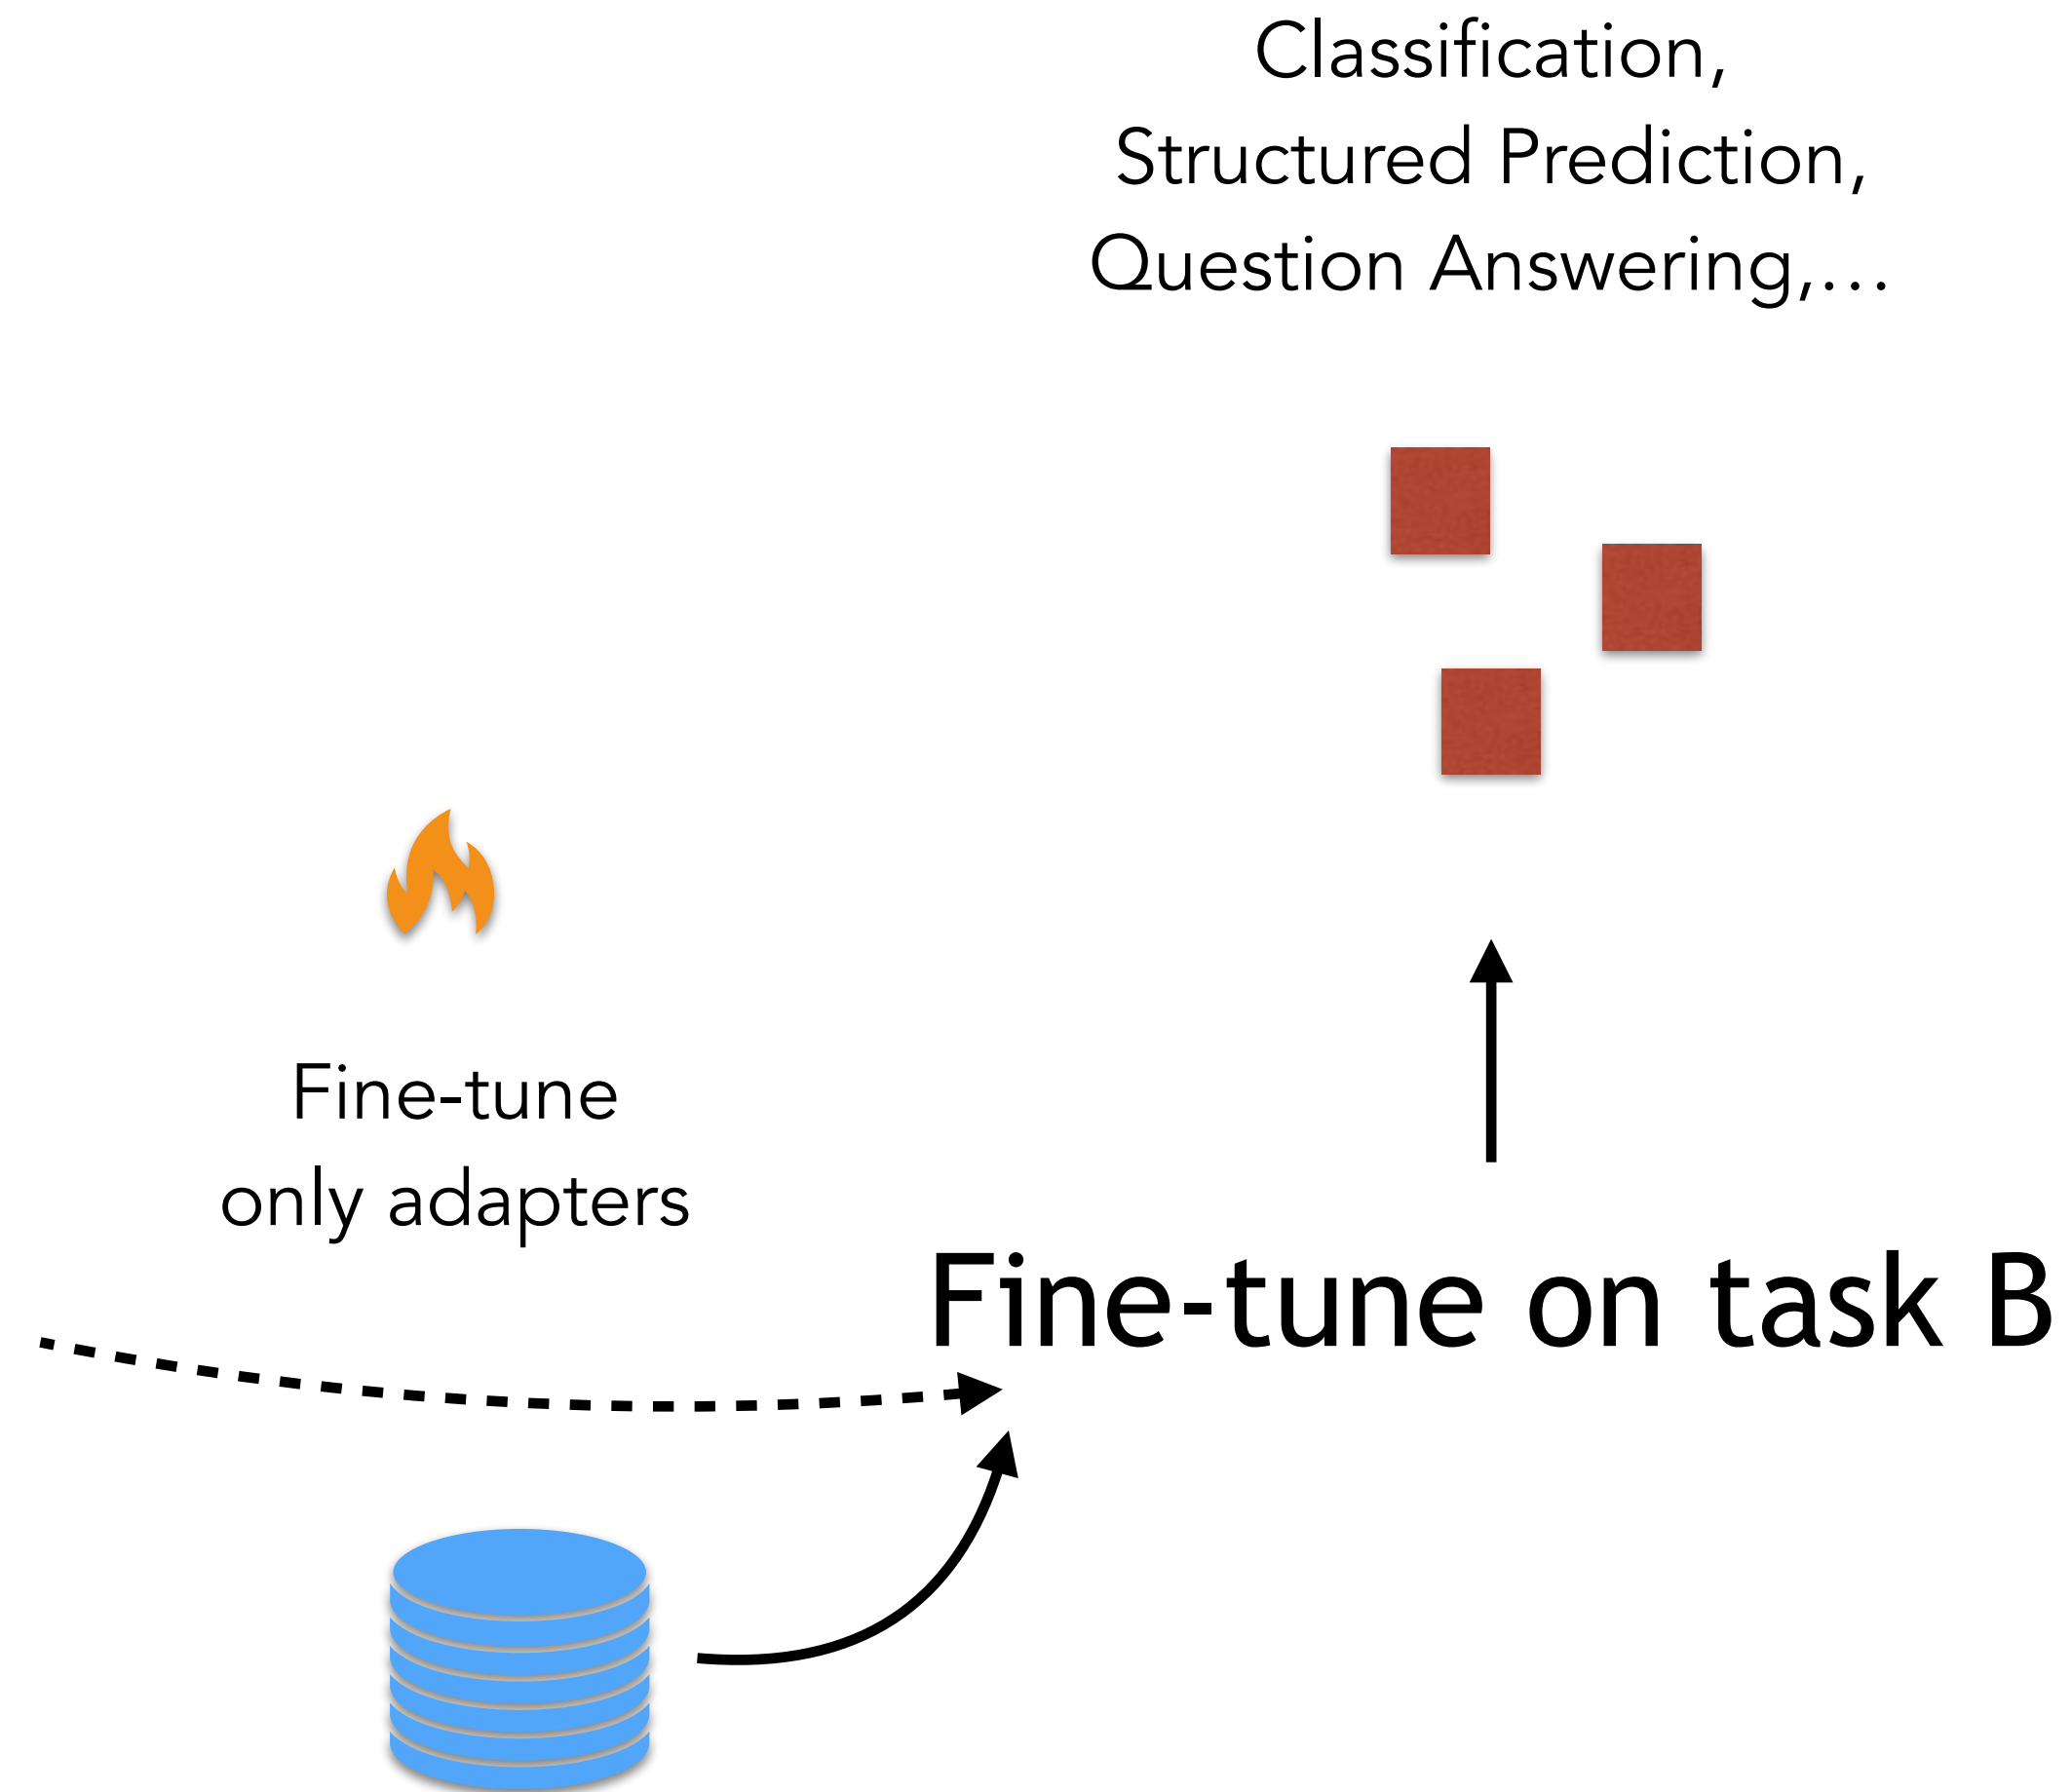 Classification,
Structured Prediction,
Question Answering,…
Fine-tune
only adapters
Fine-tune on task B